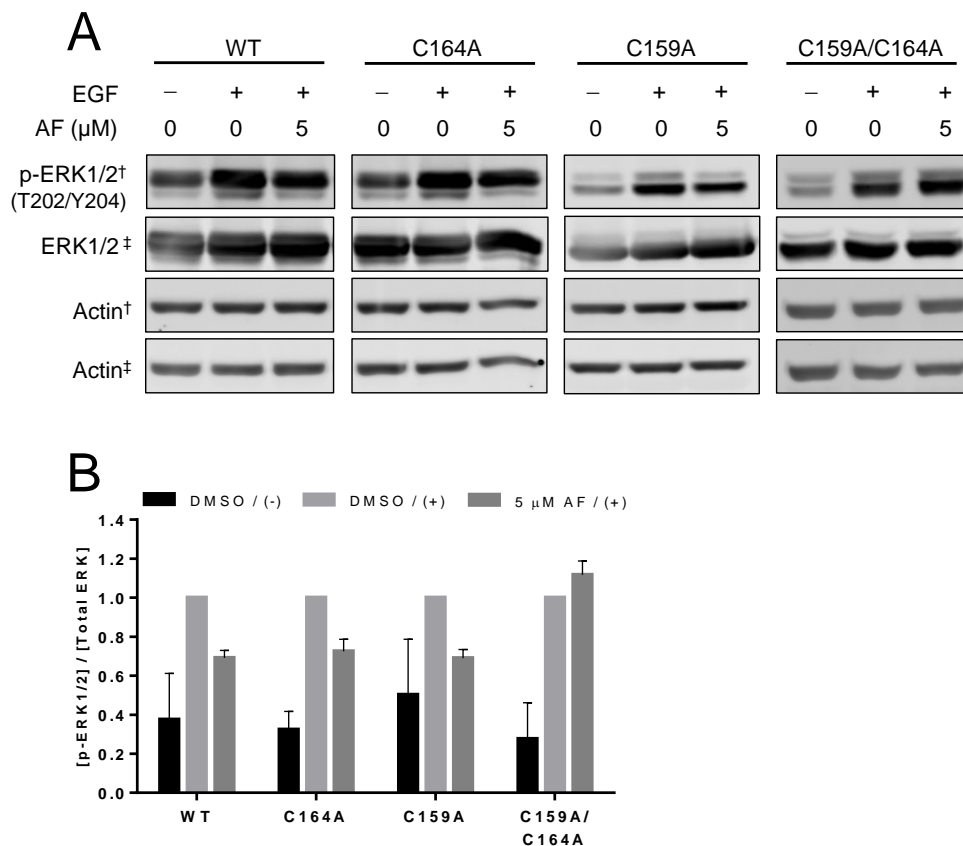 A
WT C164A C159A C159A/C164A
EGF − + + − + + − + + − + +
AF (µM) 0 0 5 0 0 5 0 0 5 0 0 5
p-ERK1/2†
(T202/Y204)
ERK1/2 ‡
Actin†
Actin‡
B
DMSO / (-) DMSO / (+) 5 µM AF / (+)
[p-ERK1/2] / [Total ERK]
1.4
1.2
1.0
0.8
0.6
0.4
0.2
0.0
WT C164A C159A C159A/
C164A